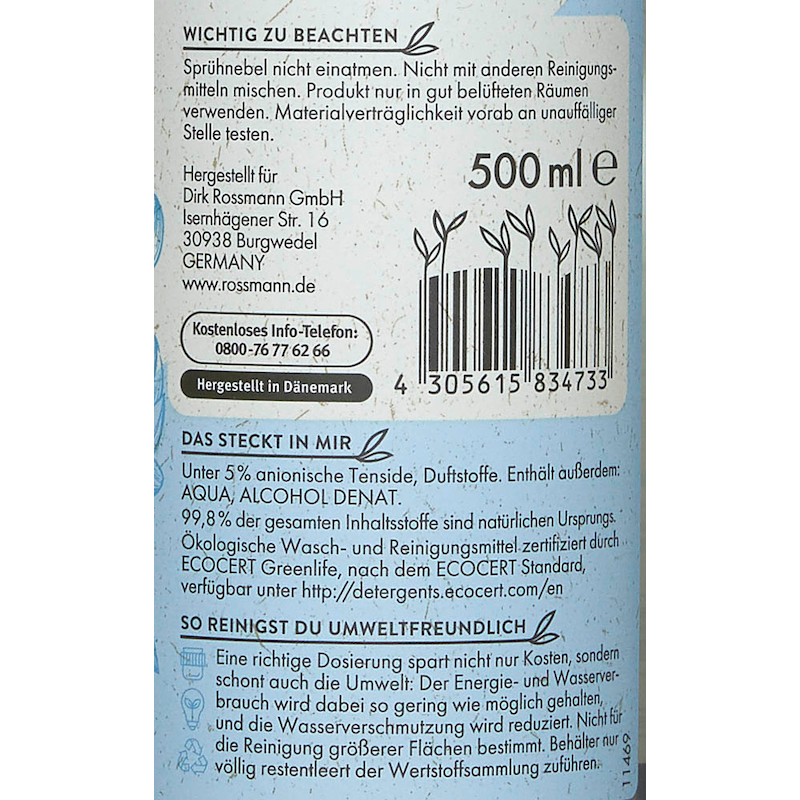 WICHTIG ZU BEACHTEN
Sprühnebel nicht einatmen. Nicht mit anderen Reinigungs-
mitteln mischen. Produkt nur in gut belüfteten Räumen
verwenden. Materialverträglichkeit vorab an unauffälliger
Stelle testen.
500 ml e
Hergestellt für
Dirk Rossmann GmbH
Isernhägener Str. 16
30938 Burgwedel
GERMANY
www.rossmann.de
Kostenloses Info-Telefon:
0800-76 77 62 66
Hergestellt in Dänemark
4 305615 834733
DAS STECKT IN MIR
Unter 5% anionische Tenside, Duftstoffe. Enthält außerdem:
AQUA, ALCOHOL DENAT.
99,8% der gesamten Inhaltsstoffe sind natürlichen Ursprungs.
Ökologische Wasch- und Reinigungsmittel zertifiziert durch
ECOCERT Greenlife, nach dem ECOCERT Standard,
verfügbar unter http://detergents.ecocert.com/en
SO REINIGST DU UMWELTFREUNDLICH
Eine richtige Dosierung spart nicht nur Kosten, sondern
schont auch die Umwelt: Der Energie- und Wasserver-
brauch wird dabei so gering wie möglich gehalten,
und die Wasserverschmutzung wird reduziert. Nicht für
die Reinigung größerer Flächen bestimmt. Behälter nur
völlig restentleert der Wertstoffsammlung zuführen.
11469